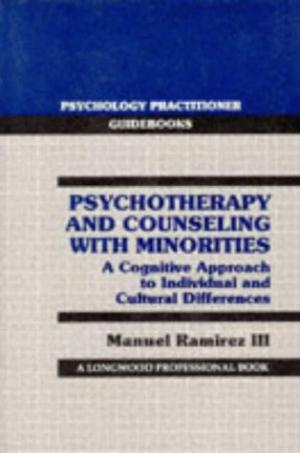 PSYCHOLOGY PRACTITIONER
GUIDEBOOKS
PSYCHOTHERAPY
AND COUNSELING
WITH MINORITIES
A Cognitive Approach
to Individual and
Cultural Differences
Manuel Ramirez III
A LONGWOOD PROFESSIONAL BOOK